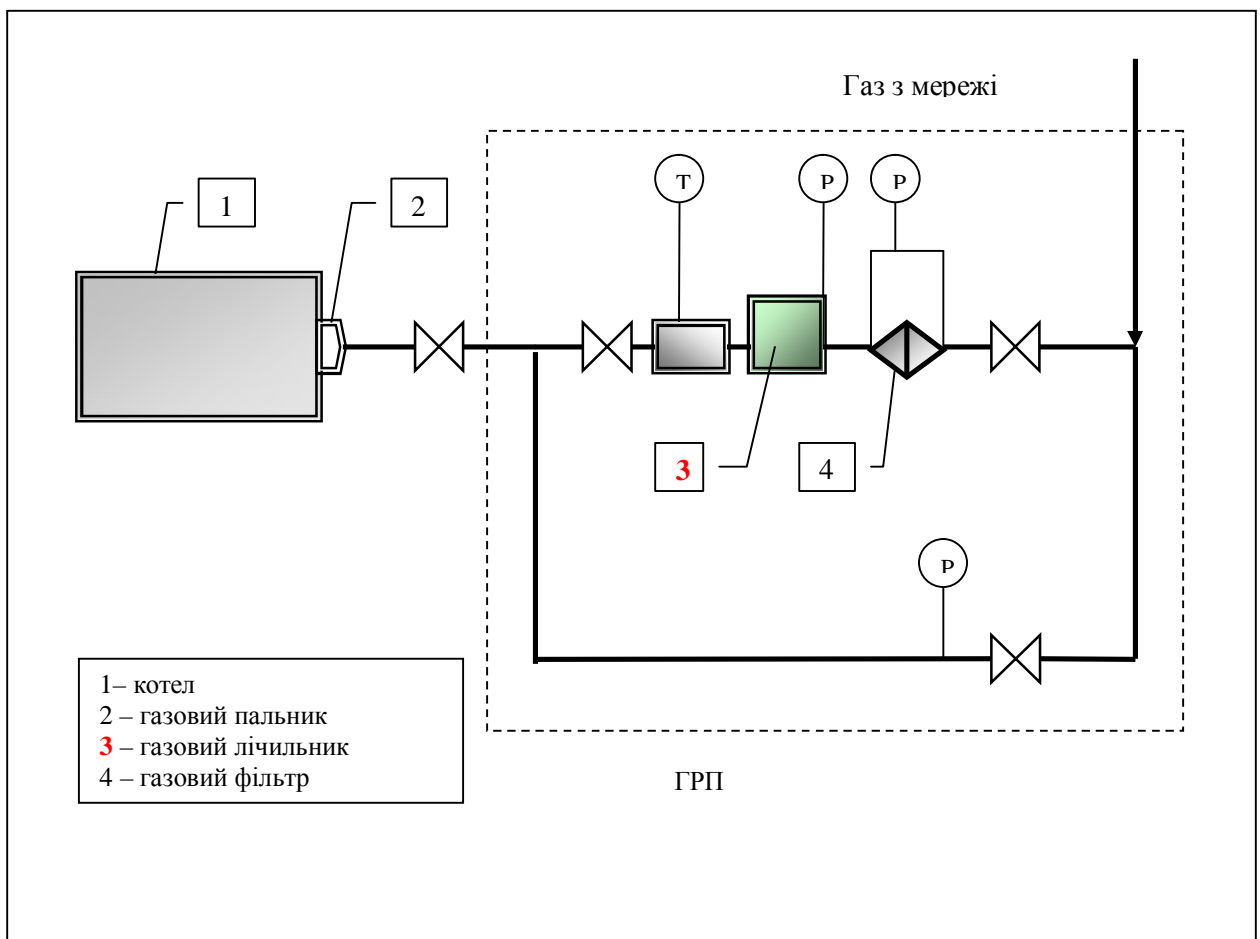 Газ з мережі
Т
Р
Р
1
2
3
4
Р
1– котел
2 – газовий пальник
3 – газовий лічильник
4 – газовий фільтр
ГРП